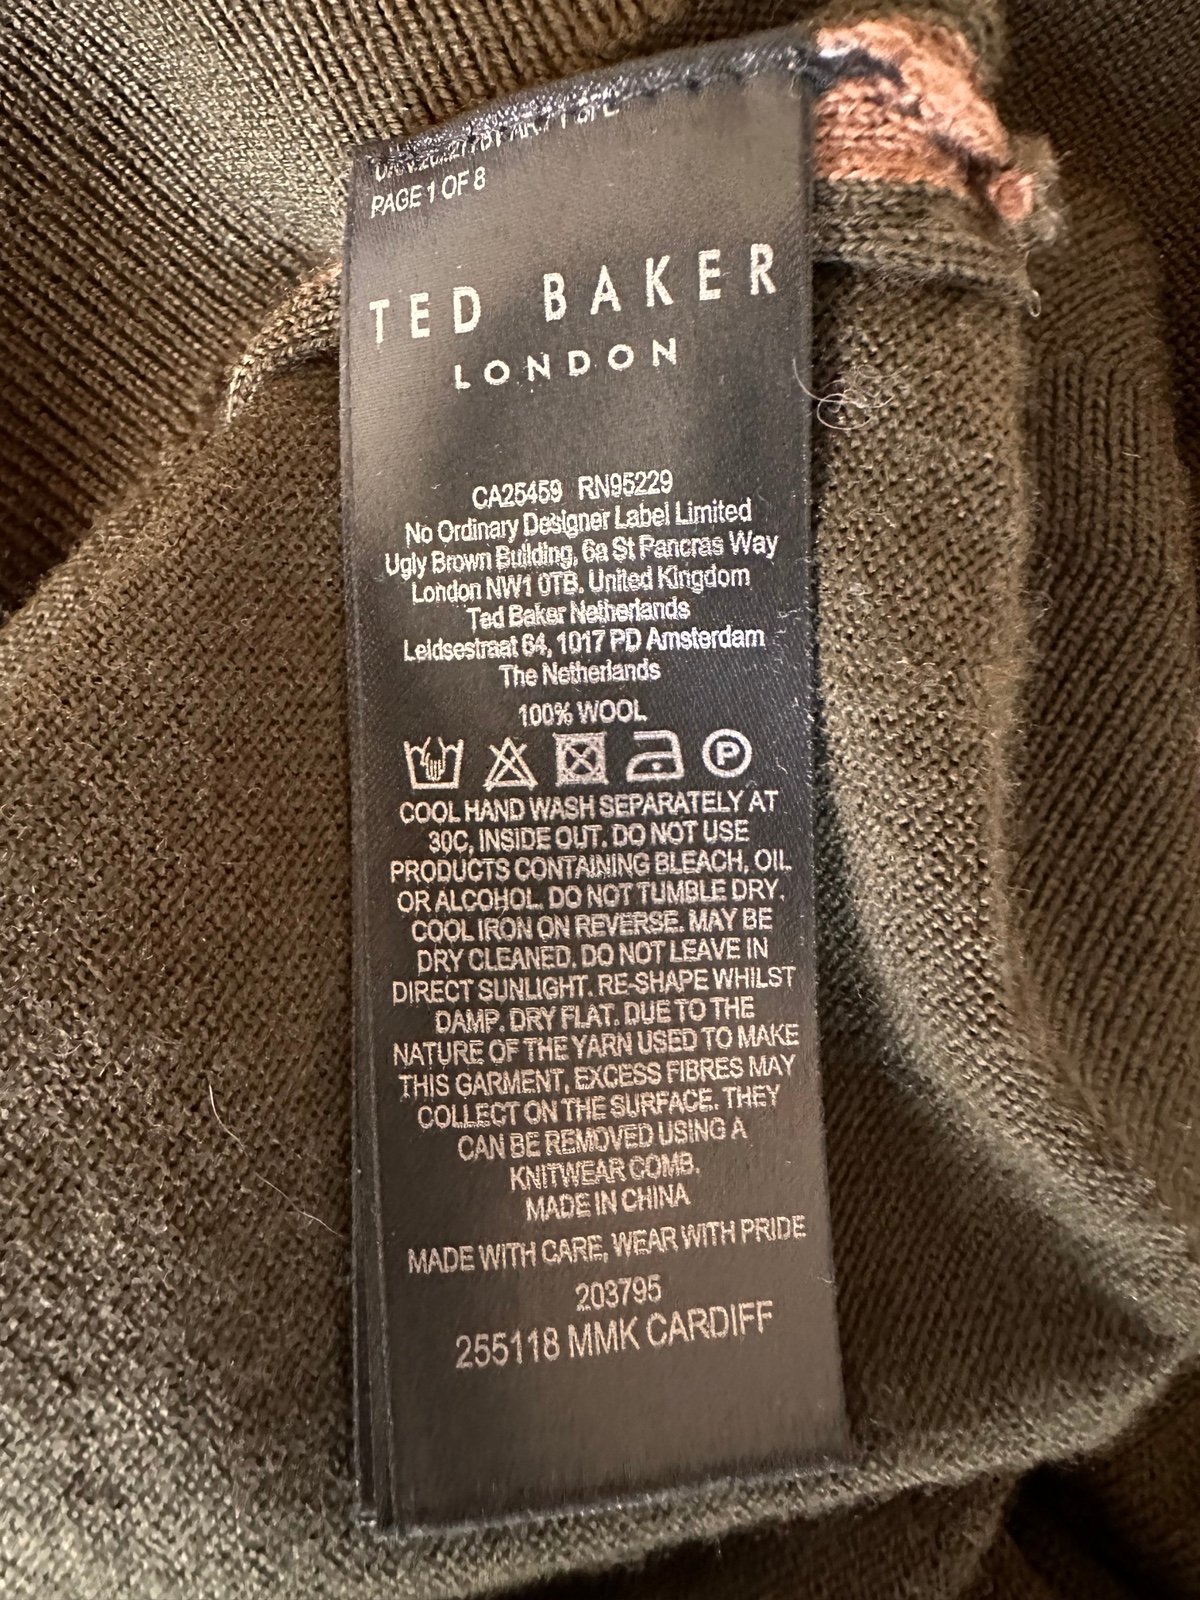 PAGE 1 OF 8
TED BAKER
LONDON
CA25459 RN95229
No Ordinary Designer Label Limited
Ugly Brown Building, 6a St Pancras Way
London NW1 0TB. United Kingdom
Ted Baker Netherlands
Leidsestraat 64, 1017 PD Amsterdam
The Netherlands
100% WOOL
P
COOL HAND WASH SEPARATELY AT
30C, INSIDE OUT. DO NOT USE
PRODUCTS CONTAINING BLEACH, OIL
OR ALCOHOL. DO NOT TUMBLE DRY.
COOL IRON ON REVERSE. MAY BE
DRY CLEANED. DO NOT LEAVE IN
DIRECT SUNLIGHT. RE-SHAPE WHILST
DAMP. DRY FLAT. DUE TO THE
NATURE OF THE YARN USED TO MAKE
THIS GARMENT, EXCESS FIBRES MAY
COLLECT ON THE SURFACE. THEY
CAN BE REMOVED USING A
KNITWEAR COMB.
MADE IN CHINA
MADE WITH CARE, WEAR WITH PRIDE
203795
255118 MMK CARDIFF